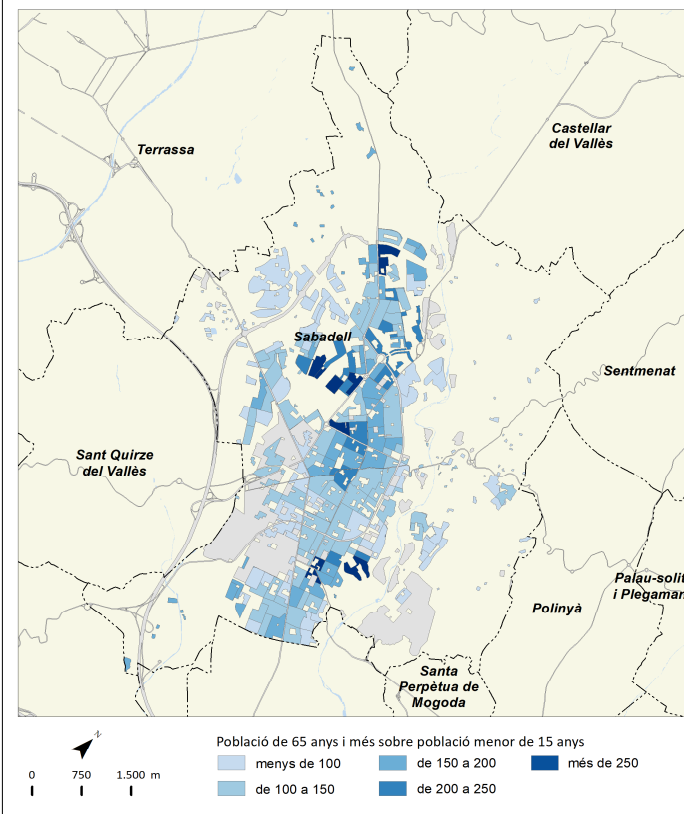 Terrassa
Castellar
del Vallès
Sabadell
Sentmenat
Sant Quirze
del Vallès
Palau-solit
i Plegaman
Polinyà
Santa
Perpètua de
Mogoda
N
Població de 65 anys i més sobre població menor de 15 anys
menys de 100
de 150 a 200
més de 250
0 750 1.500 m
de 100 a 150
de 200 a 250